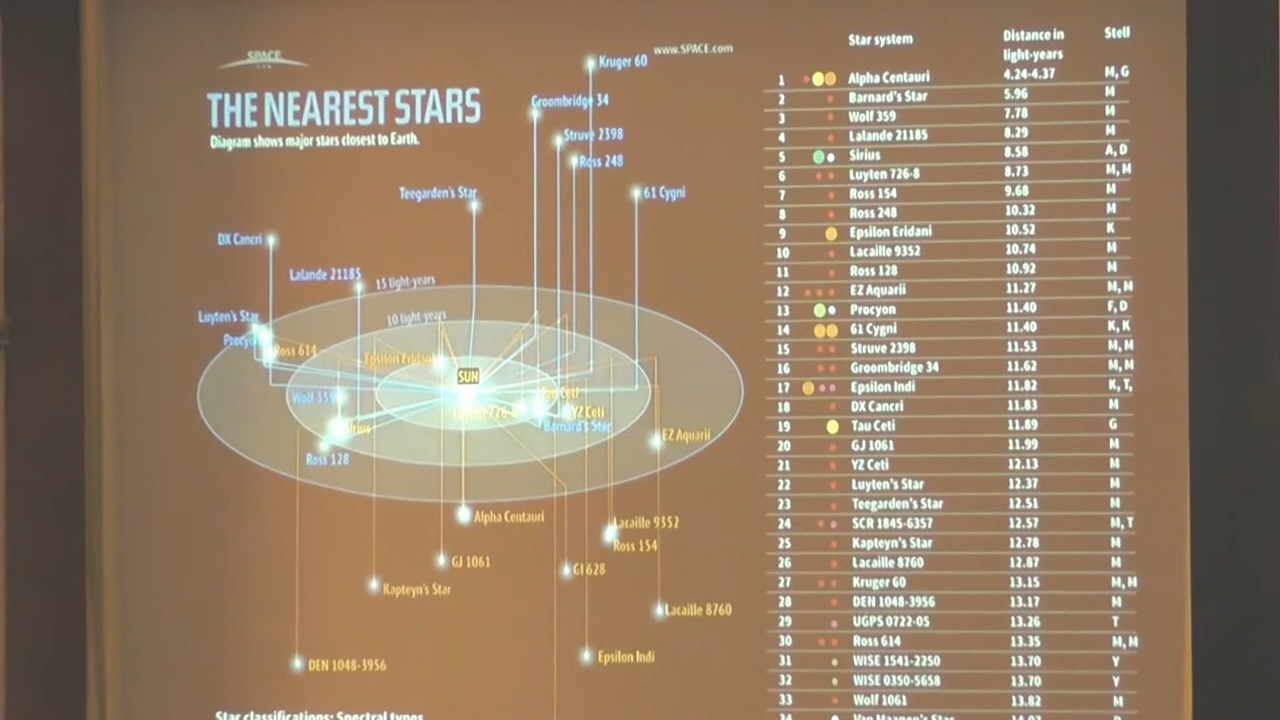 SPACE
www.SPACE.com
THE NEAREST STARS
Diagram shows major stars closest to Earth.
Kruger 60
Groombridge 34
Struve 2398
Ross 248
Teegarden's Star
61 Cygni
DX Cancri
Lalande 21185
15 light-years
10 light-years
Luyten's Star
Procyon
Ross 614
Epsilon Eridani
SUN
Wolf 359
Tau Ceti
YZ Ceti
Barnard's Star
Sirius
EZ Aquarii
Ross 128
Alpha Centauri
Lacaille 9352
Ross 154
GJ 1061
GJ 628
Kapteyn's Star
Lacaille 8760
DEN 1048-3956
Epsilon Indi
Star classifications: Spectral types
Star system Distance in light-years Stell
1 Alpha Centauri 4.24-4.37 M, G
2 Barnard's Star 5.96 M
3 Wolf 359 7.78 M
4 Lalande 21185 8.29 M
5 Sirius 8.58 A, D
6 Luyten 726-8 8.73 M, M
7 Ross 154 9.68 M
8 Ross 248 10.32 M
9 Epsilon Eridani 10.52 K
10 Lacaille 9352 10.74 M
11 Ross 128 10.92 M
12 EZ Aquarii 11.27 M, M
13 Procyon 11.40 F, D
14 61 Cygni 11.40 K, K
15 Struve 2398 11.53 M, M
16 Groombridge 34 11.62 M, M
17 Epsilon Indi 11.82 K, T,
18 DX Cancri 11.83 M
19 Tau Ceti 11.89 G
20 GJ 1061 11.99 M
21 YZ Ceti 12.13 M
22 Luyten's Star 12.37 M
23 Teegarden's Star 12.51 M
24 SCR 1845-6357 12.57 M, T
25 Kapteyn's Star 12.78 M
26 Lacaille 8760 12.87 M
27 Kruger 60 13.15 M, M
28 DEN 1048-3956 13.17 M
29 UGPS 0722-05 13.26 T
30 Ross 614 13.35 M, M
31 WISE 1541-2250 13.70 Y
32 WISE 0350-5658 13.70 Y
33 Wolf 1061 13.82 M
34 Van Maanen's Star